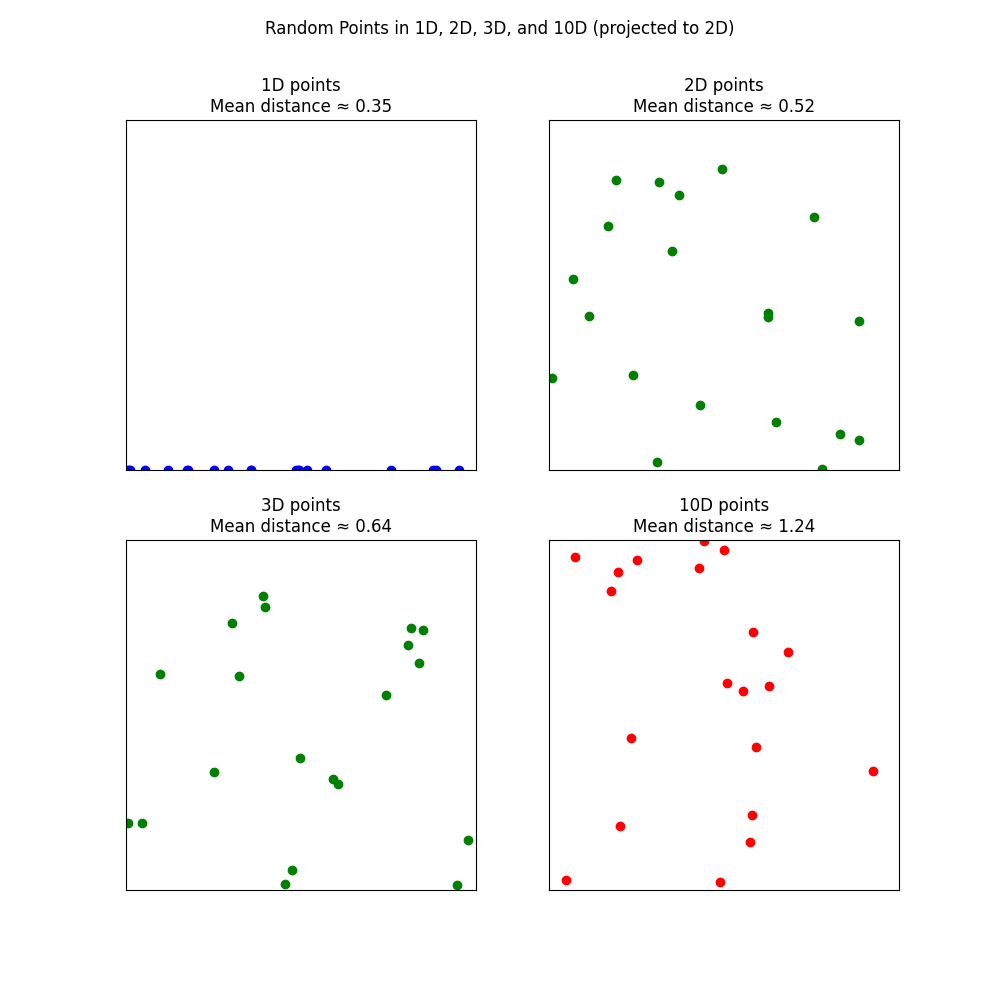 Random Points in 1D, 2D, 3D, and 10D (projected to 2D)
1D points
Mean distance ≈ 0.35
2D points
Mean distance ≈ 0.52
3D points
Mean distance ≈ 0.64
10D points
Mean distance ≈ 1.24